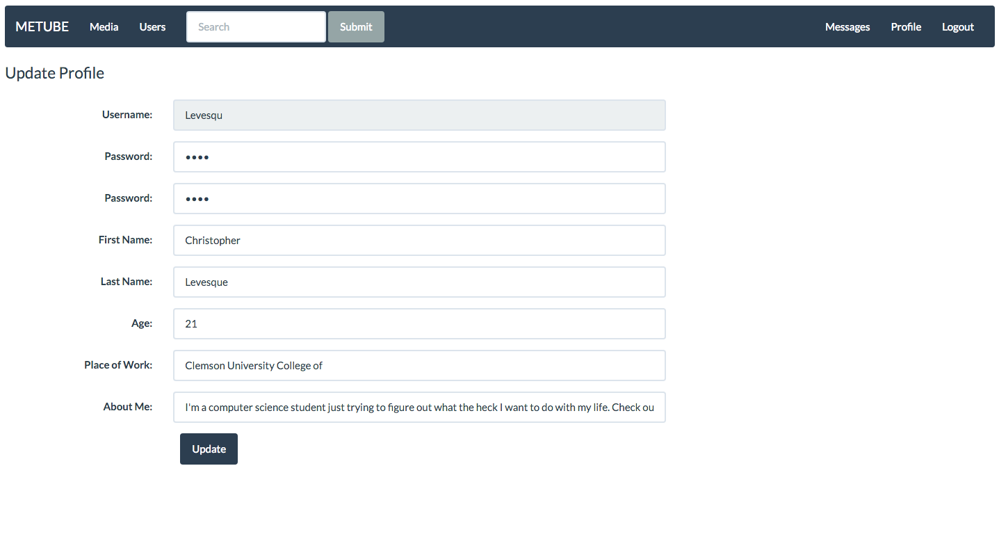 METUBE Media Users Search Submit Messages Profile Logout
Update Profile
Username: Levesqu
Password: ••••
Password: ••••
First Name: Christopher
Last Name: Levesque
Age: 21
Place of Work: Clemson University College of
About Me: I'm a computer science student just trying to figure out what the heck I want to do with my life. Check ou
Update